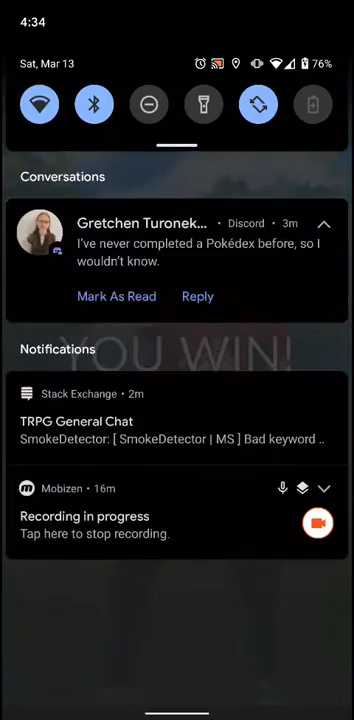 4:34
Sat, Mar 13
76%
Conversations
Gretchen Turonek... • Discord • 3m
I've never completed a Pokédex before, so I
wouldn't know.
Mark As Read Reply
YOU WIN!
Notifications
Stack Exchange • 2m
TRPG General Chat
SmokeDetector: [ SmokeDetector | MS ] Bad keyword ..
Mobizen • 16m
Recording in progress
Tap here to stop recording.